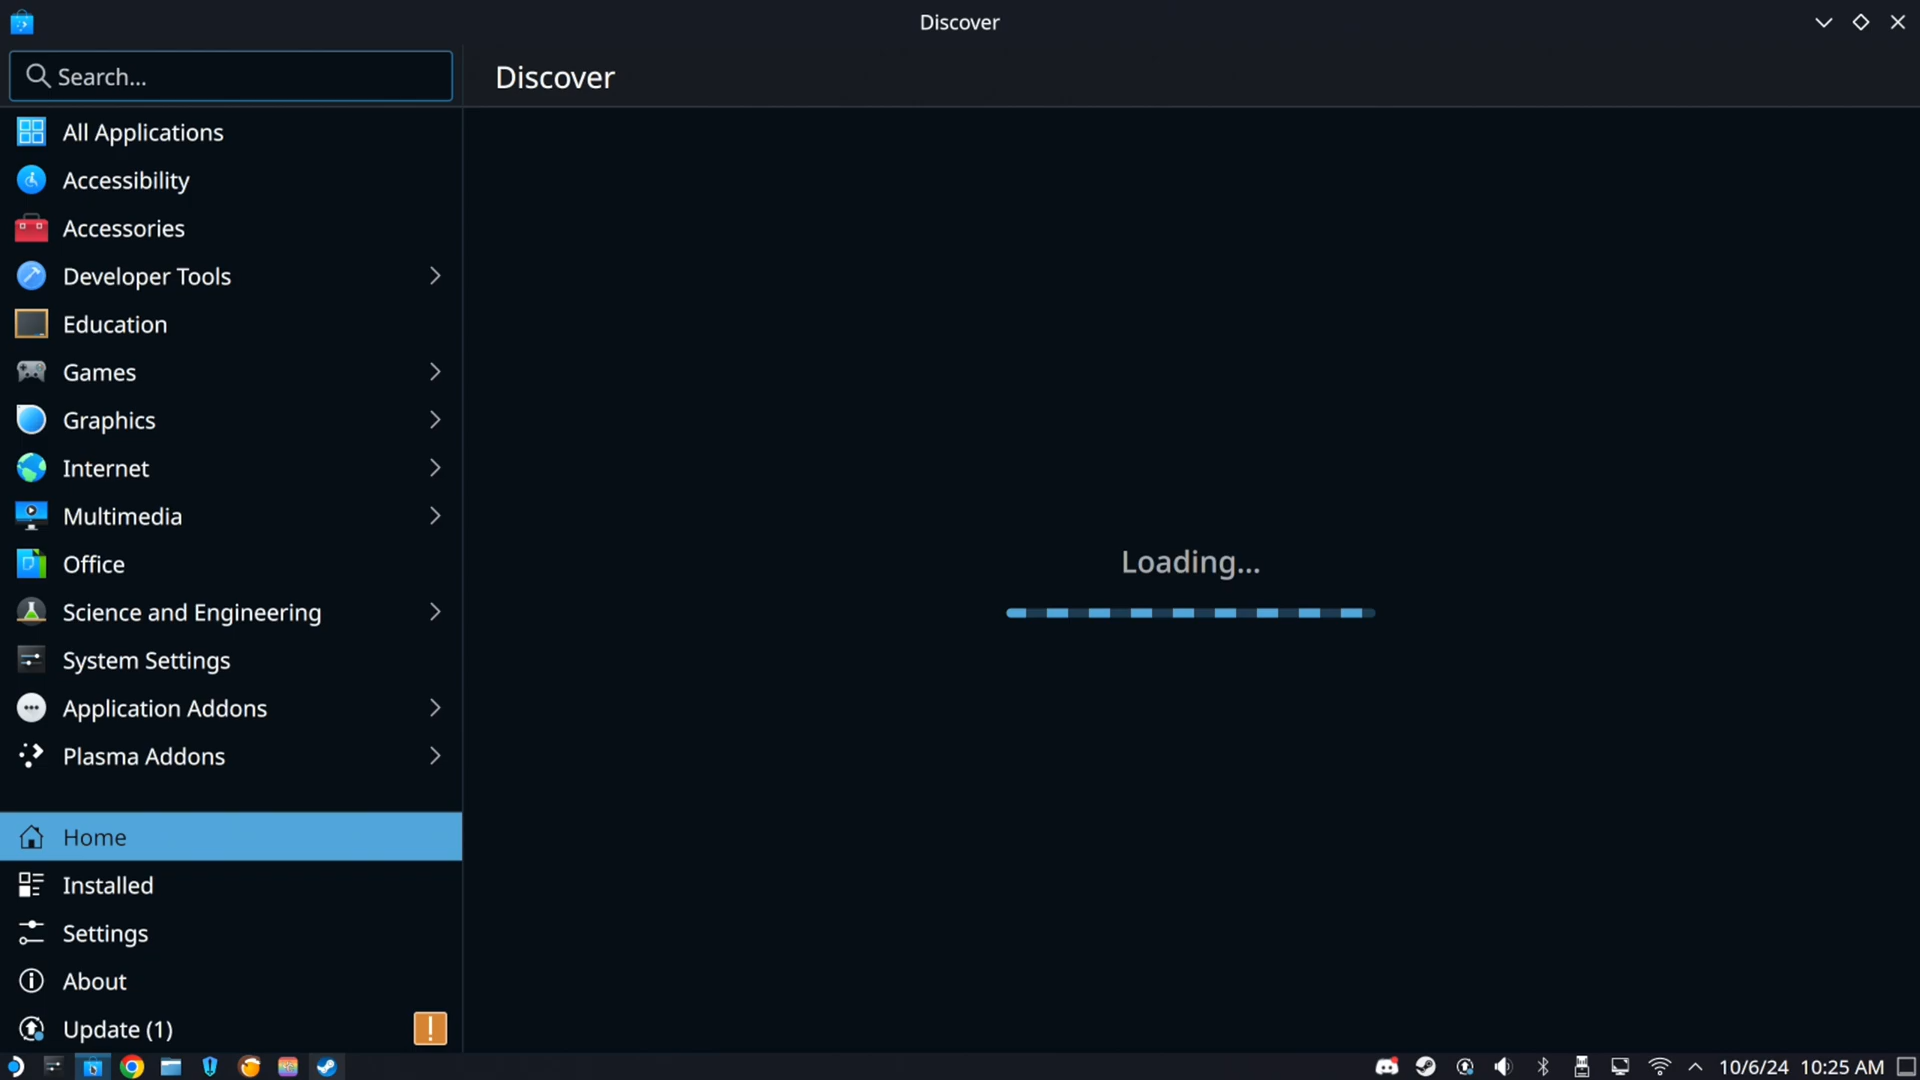 Discover
Search...
Discover
All Applications
Accessibility
Accessories
Developer Tools
Education
Games
Graphics
Internet
Multimedia
Office
Science and Engineering
System Settings
Application Addons
Plasma Addons
Loading...
Home
Installed
Settings
About
Update (1)
10/6/24 10:25 AM